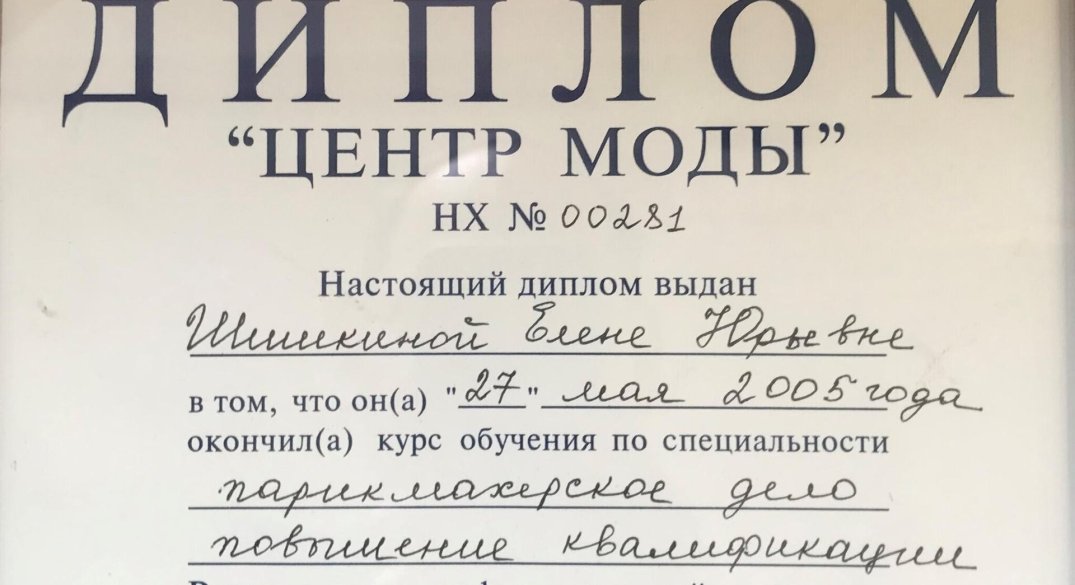 ДИПЛОМ
“ЦЕНТР МОДЫ”
НХ № 00281
Настоящий диплом выдан
Шишкиной Елене Юрьевне
в том, что он(а) "27" мая 2005 года
окончил(а) курс обучения по специальности
парикмахерское дело
повышение квалификации